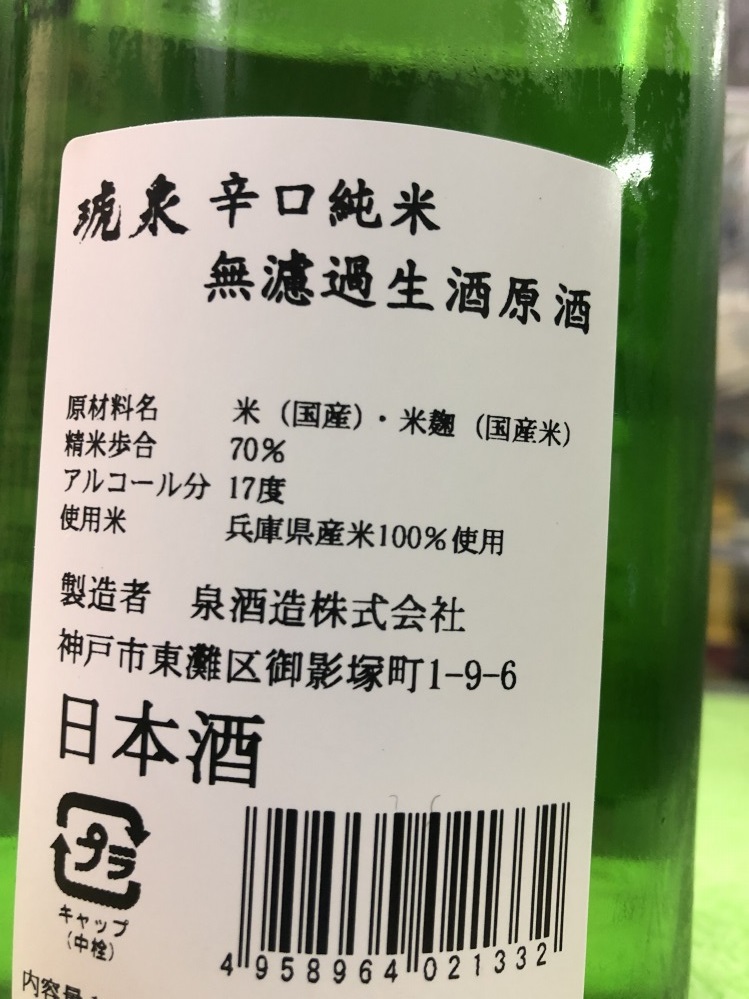 琥泉 辛口純米
無濾過生酒原酒
原材料名 米（国産）・米麹（国産米）
精米歩合 70％
アルコール分 17度
使用米 兵庫県産米100％使用
製造者 泉酒造株式会社
神戸市東灘区御影塚町1-9-6
日本酒
プラ
キャップ
（中栓）
4958964021332
内容量